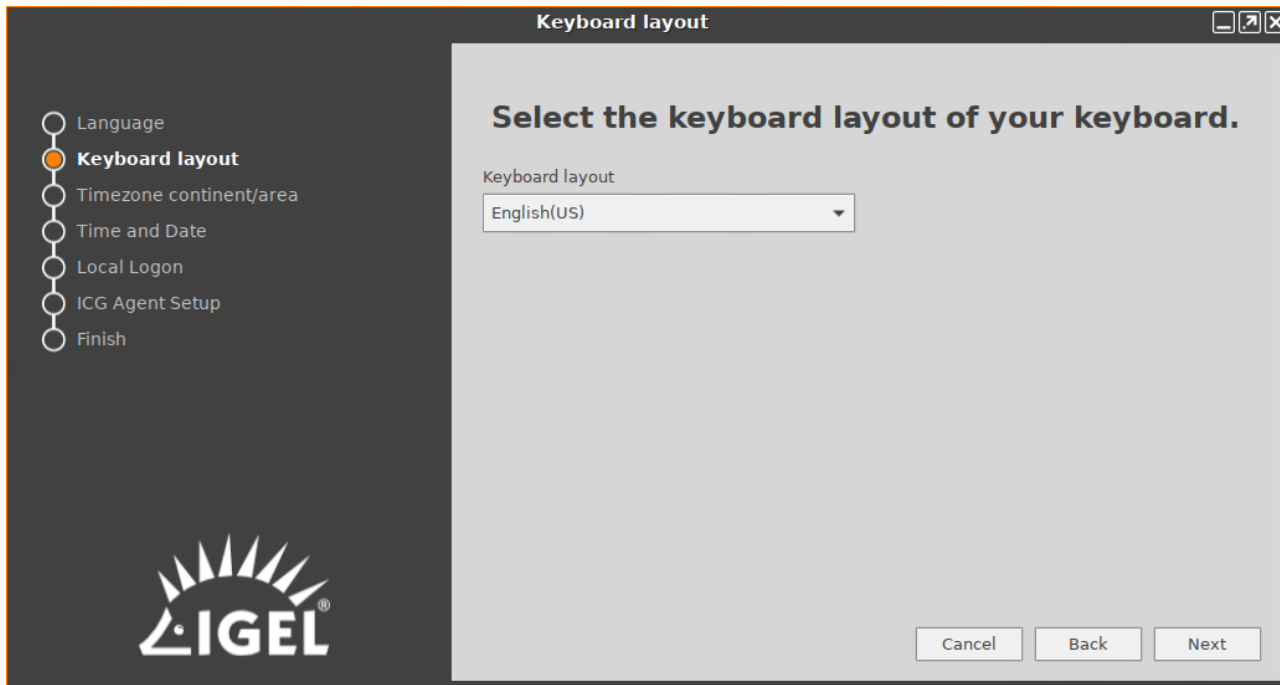 Keyboard layout
Language
Keyboard layout
Timezone continent/area
Time and Date
Local Logon
ICG Agent Setup
Finish
IGEL®
Select the keyboard layout of your keyboard.
Keyboard layout
English(US)
Cancel Back Next